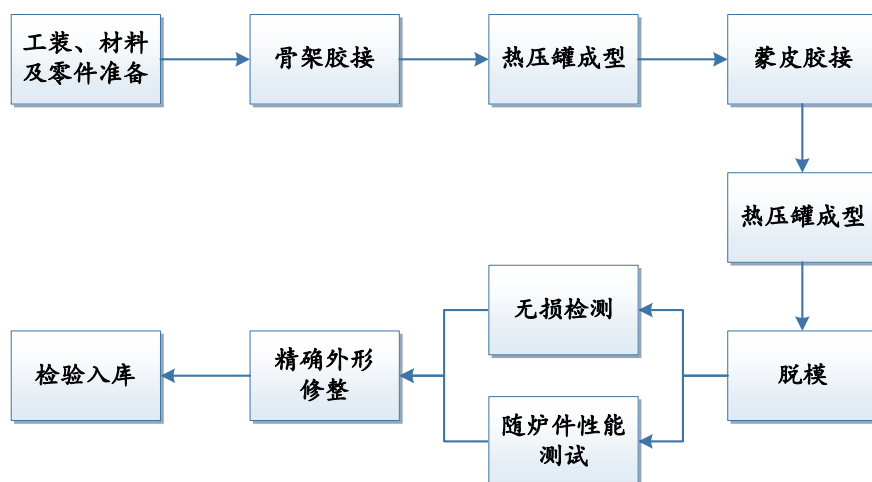 工装、材料
及零件准备
骨架胶接
热压罐成型
蒙皮胶接
热压罐成型
脱模
无损检测
随炉件性能
测试
精确外形
修整
检验入库